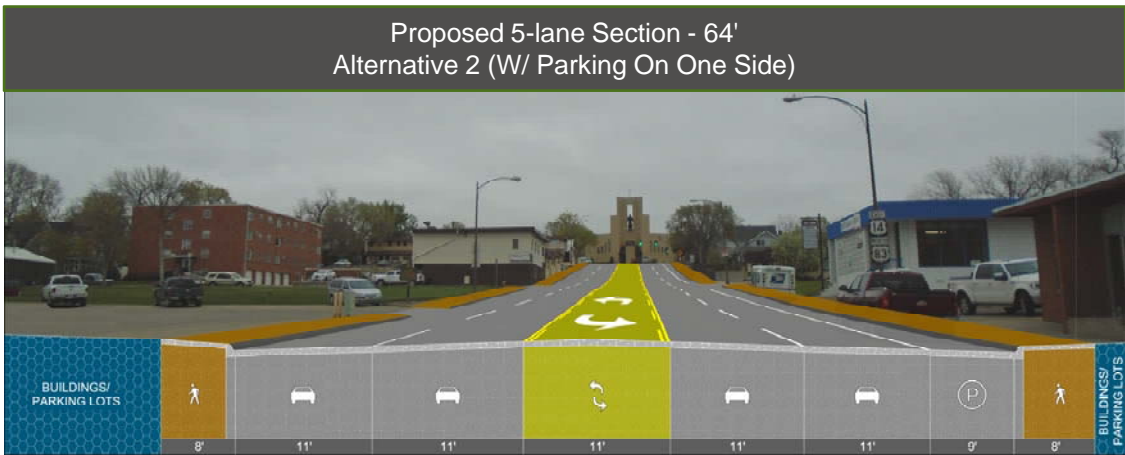 Proposed 5-lane Section - 64'
Alternative 2 (W/ Parking On One Side)
14
83
BUILDINGS/
PARKING LOTS
P
BUILDINGS/
PARKING LOTS
8'
11'
11'
11'
11'
11'
9'
8'